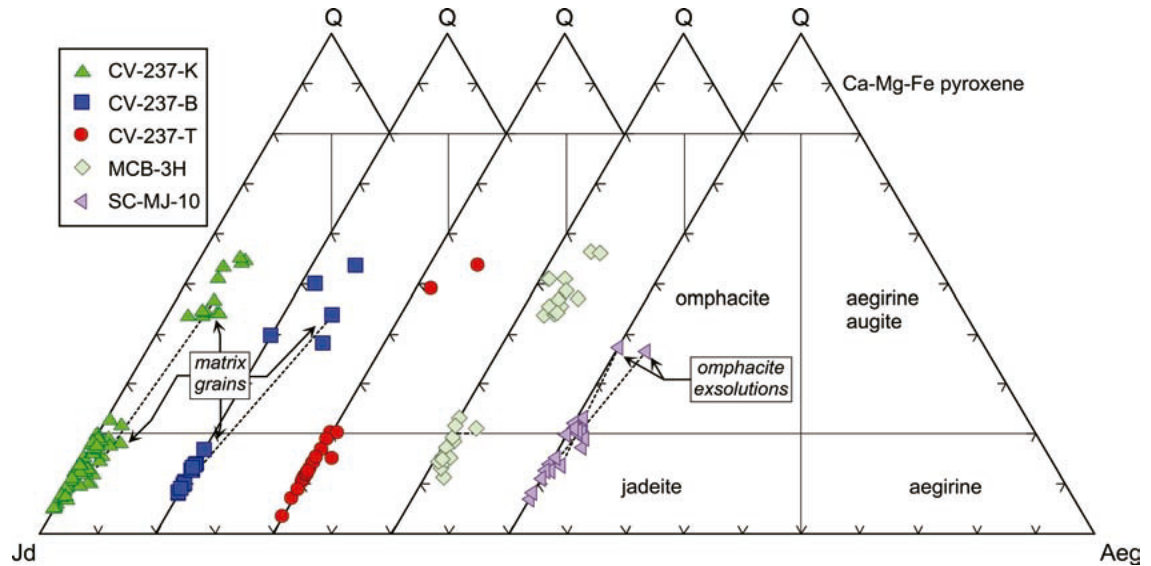 Q Q Q Q Q
CV-237-K
CV-237-B
CV-237-T
MCB-3H
SC-MJ-10
Ca-Mg-Fe pyroxene
omphacite
aegirine
augite
matrix
grains
omphacite
exsolutions
jadeite
aegirine
Jd
Aeg